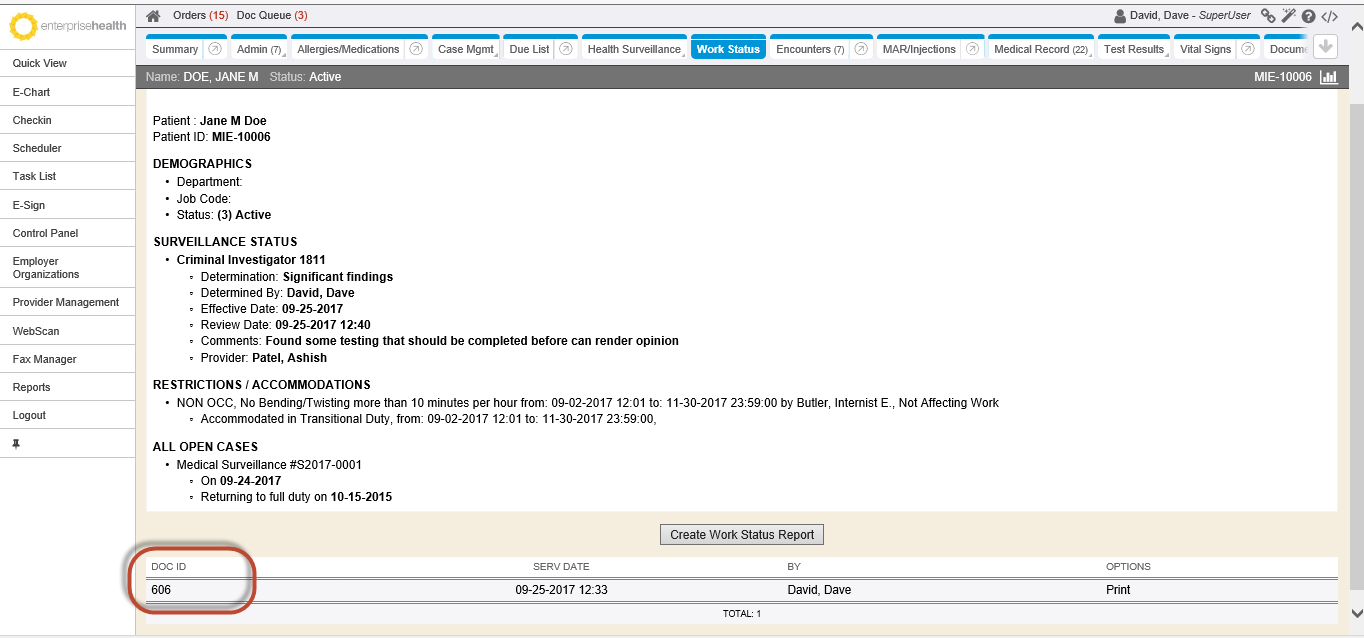 Orders (15) Doc Queue (3)
David, Dave - SuperUser
enterprisehealth
Summary Admin (7) Allergies/Medications Case Mgmt Due List Health Surveillance Work Status Encounters (7) MAR/Injections Medical Record (22) Test Results Vital Signs Docum
Name: DOE, JANE M Status: Active MIE-10006
Quick View
E-Chart
Checkin
Scheduler
Task List
E-Sign
Control Panel
Employer
Organizations
Provider Management
WebScan
Fax Manager
Reports
Logout
Patient : Jane M Doe
Patient ID: MIE-10006
DEMOGRAPHICS
• Department:
• Job Code:
• Status: (3) Active
SURVEILLANCE STATUS
• Criminal Investigator 1811
◦ Determination: Significant findings
◦ Determined By: David, Dave
◦ Effective Date: 09-25-2017
◦ Review Date: 09-25-2017 12:40
◦ Comments: Found some testing that should be completed before can render opinion
◦ Provider: Patel, Ashish
RESTRICTIONS / ACCOMMODATIONS
• NON OCC, No Bending/Twisting more than 10 minutes per hour from: 09-02-2017 12:01 to: 11-30-2017 23:59:00 by Butler, Internist E., Not Affecting Work
◦ Accommodated in Transitional Duty, from: 09-02-2017 12:01 to: 11-30-2017 23:59:00,
ALL OPEN CASES
• Medical Surveillance #S2017-0001
◦ On 09-24-2017
◦ Returning to full duty on 10-15-2015
Create Work Status Report
DOC ID SERV DATE BY OPTIONS
606 09-25-2017 12:33 David, Dave Print
TOTAL: 1